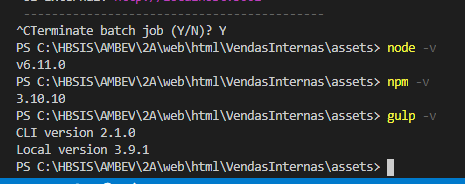 ^CTerminate batch job (Y/N)? Y
PS C:\HBSIS\AMBEV\2A\web\html\VendasInternas\assets> node -v
v6.11.0
PS C:\HBSIS\AMBEV\2A\web\html\VendasInternas\assets> npm -v
3.10.10
PS C:\HBSIS\AMBEV\2A\web\html\VendasInternas\assets> gulp -v
CLI version 2.1.0
Local version 3.9.1
PS C:\HBSIS\AMBEV\2A\web\html\VendasInternas\assets>